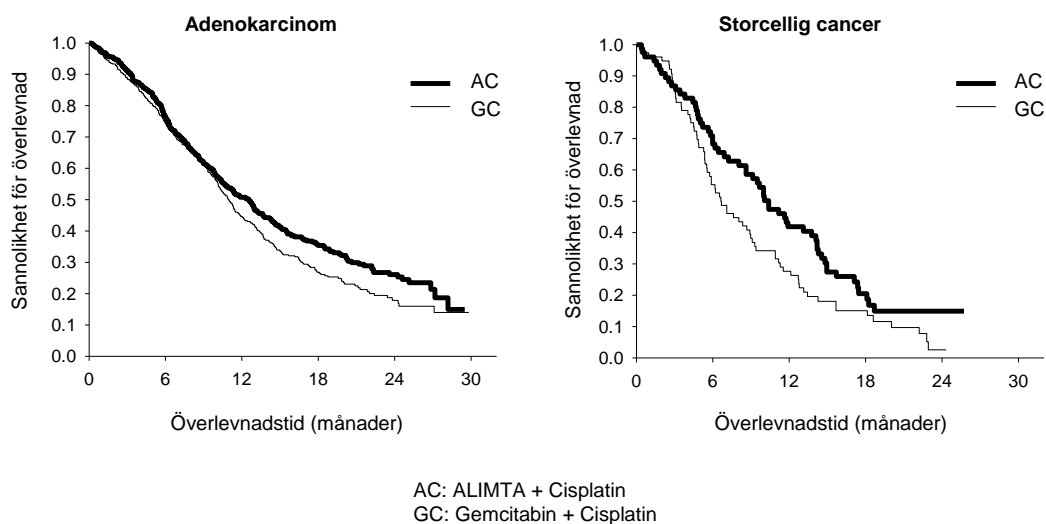 Adenokarcinom
Sannolikhet för överlevnad
1.0
0.9
0.8
0.7
0.6
0.5
0.4
0.3
0.2
0.1
0.0
AC
GC
0 6 12 18 24 30
Överlevnadstid (månader)
Storcellig cancer
Sannolikhet för överlevnad
1.0
0.9
0.8
0.7
0.6
0.5
0.4
0.3
0.2
0.1
0.0
AC
GC
0 6 12 18 24 30
Överlevnadstid (månader)
AC: ALIMTA + Cisplatin
GC: Gemcitabin + Cisplatin